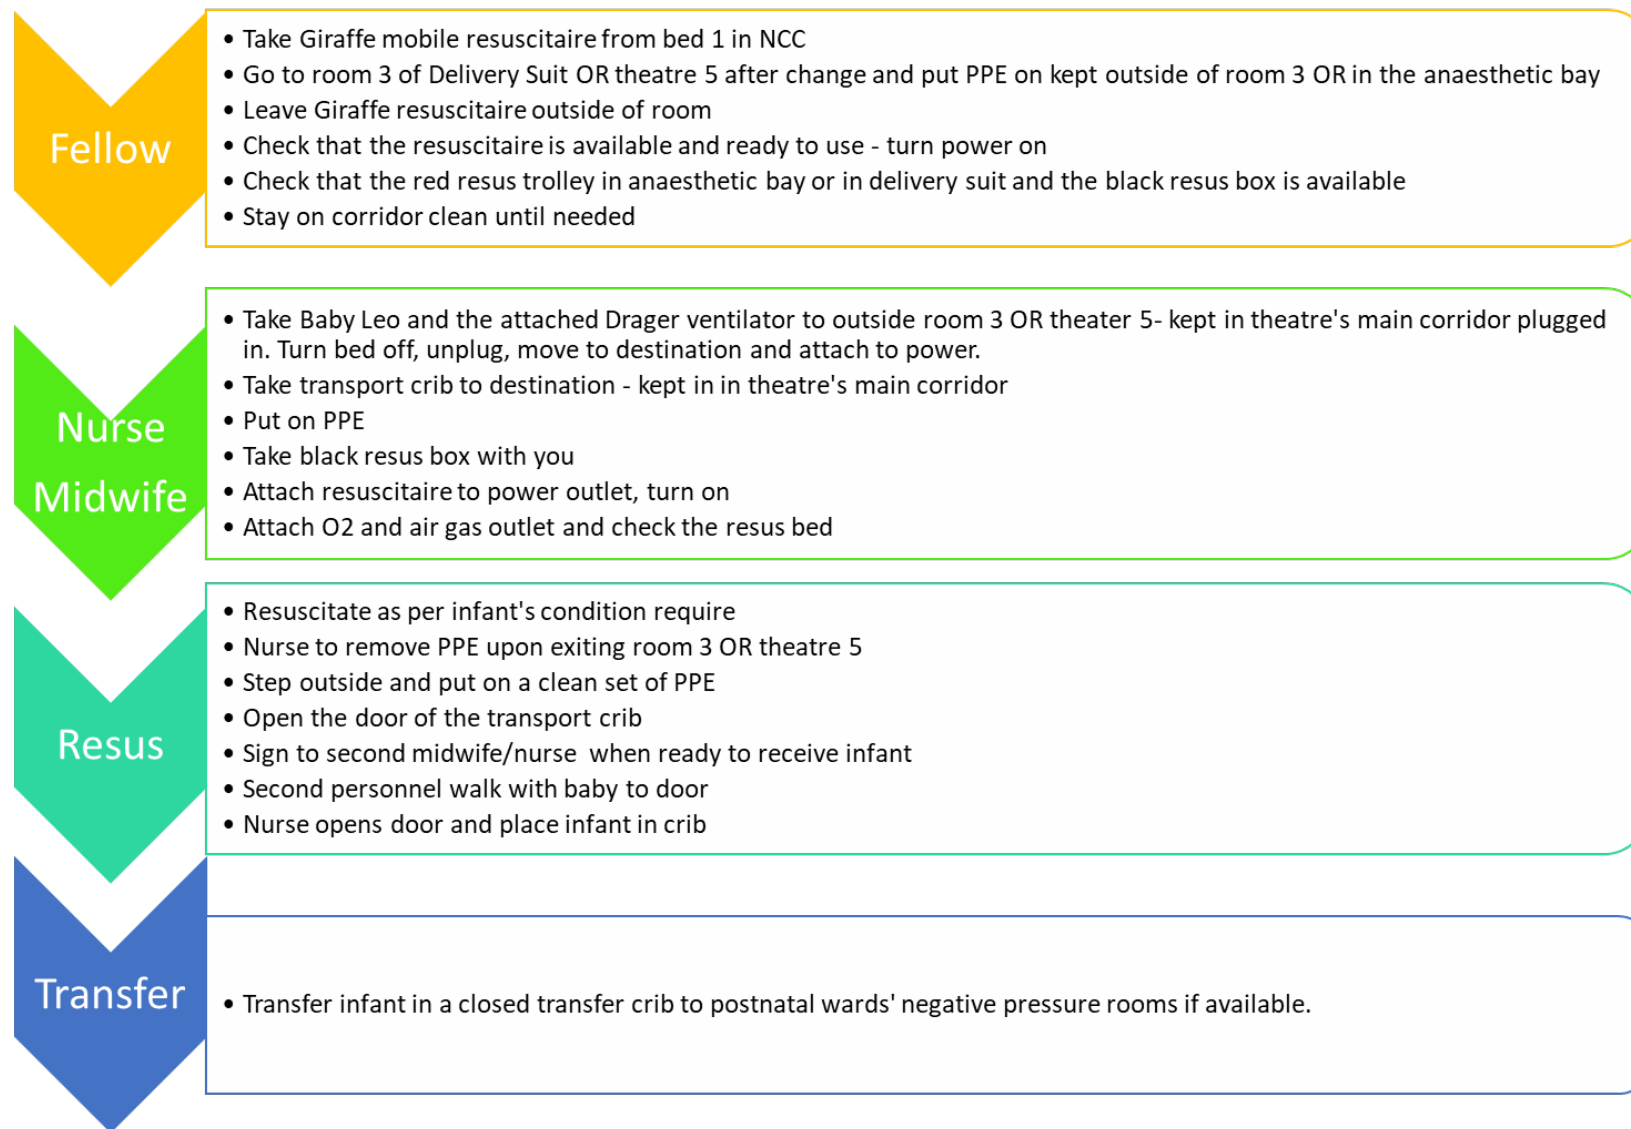 Fellow
• Take Giraffe mobile resuscitaire from bed 1 in NCC
• Go to room 3 of Delivery Suit OR theatre 5 after change and put PPE on kept outside of room 3 OR in the anaesthetic bay
• Leave Giraffe resuscitaire outside of room
• Check that the resuscitaire is available and ready to use - turn power on
• Check that the red resus trolley in anaesthetic bay or in delivery suit and the black resus box is available
• Stay on corridor clean until needed
Nurse
Midwife
• Take Baby Leo and the attached Drager ventilator to outside room 3 OR theater 5- kept in theatre's main corridor plugged
in. Turn bed off, unplug, move to destination and attach to power.
• Take transport crib to destination - kept in in theatre's main corridor
• Put on PPE
• Take black resus box with you
• Attach resuscitaire to power outlet, turn on
• Attach O2 and air gas outlet and check the resus bed
Resus
• Resuscitate as per infant's condition require
• Nurse to remove PPE upon exiting room 3 OR theatre 5
• Step outside and put on a clean set of PPE
• Open the door of the transport crib
• Sign to second midwife/nurse  when ready to receive infant
• Second personnel walk with baby to door
• Nurse opens door and place infant in crib
Transfer
• Transfer infant in a closed transfer crib to postnatal wards' negative pressure rooms if available.